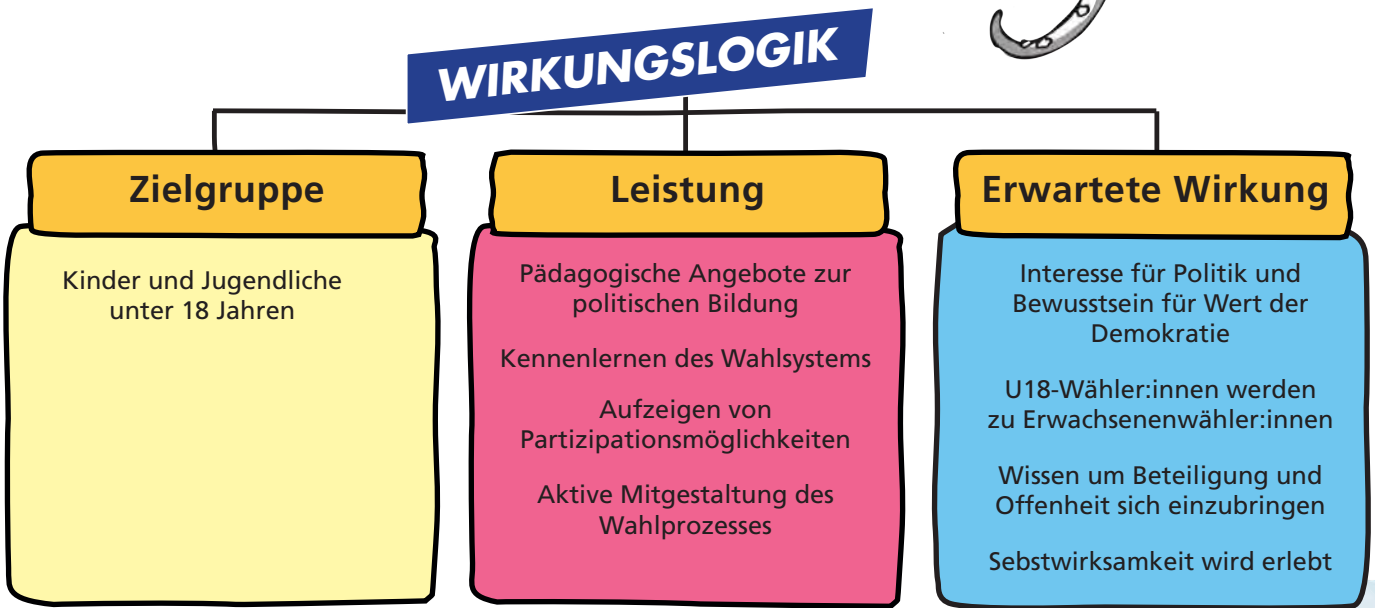 WIRKUNGSLOGIK
Zielgruppe
Kinder und Jugendliche
unter 18 Jahren
Leistung
Pädagogische Angebote zur
politischen Bildung
Kennenlernen des Wahlsystems
Aufzeigen von
Partizipationsmöglichkeiten
Aktive Mitgestaltung des
Wahlprozesses
Erwartete Wirkung
Interesse für Politik und
Bewusstsein für Wert der
Demokratie
U18-Wähler:innen werden
zu Erwachsenenwähler:innen
Wissen um Beteiligung und
Offenheit sich einzubringen
Sebstwirksamkeit wird erlebt